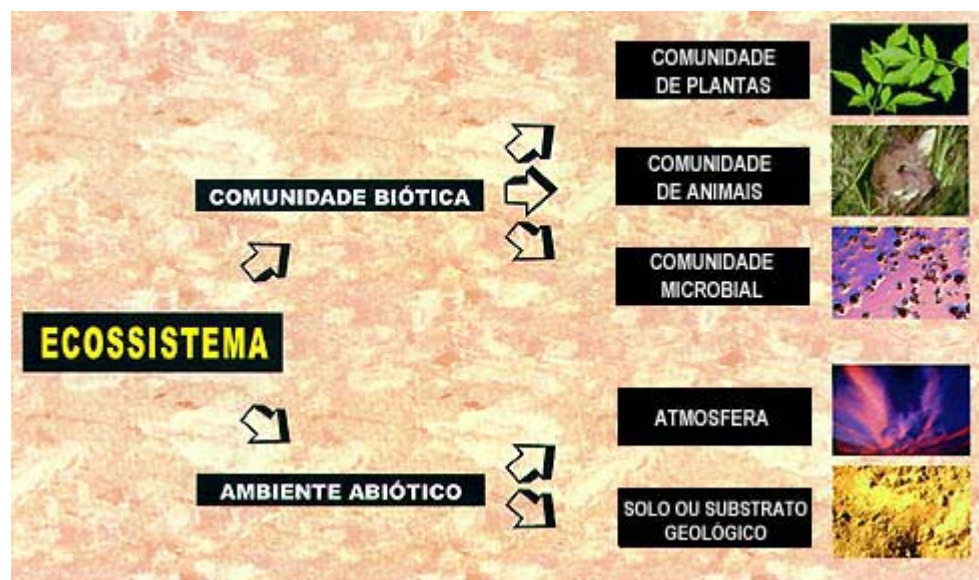 COMUNIDADE
DE PLANTAS
COMUNIDADE
DE ANIMAIS
COMUNIDADE BIÓTICA
COMUNIDADE
MICROBIAL
ECOSSISTEMA
ATMOSFERA
AMBIENTE ABIÓTICO
SOLO OU SUBSTRATO
GEOLÓGICO